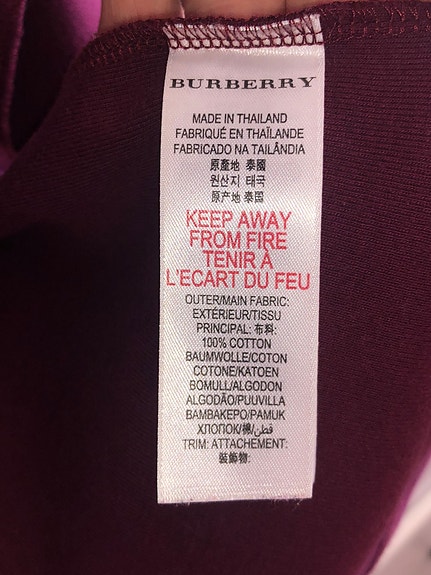 BURBERRY
MADE IN THAILAND
FABRIQUÉ EN THAÏLANDE
FABRICADO NA TAILÂNDIA
原產地 泰國
원산지 태국
原产地 泰国
KEEP AWAY
FROM FIRE
TENIR À
L'ECART DU FEU
OUTER/MAIN FABRIC:
EXTÉRIEUR/TISSU
PRINCIPAL: 布料:
100% COTTON
BAUMWOLLE/COTON
COTONE/KATOEN
BOMULL/ALGODON
ALGODÃO/PUUVILLA
BAMBAKEPO/PAMUK
ХЛОПОК/棉/قطن
TRIM: ATTACHEMENT:
裝飾物: